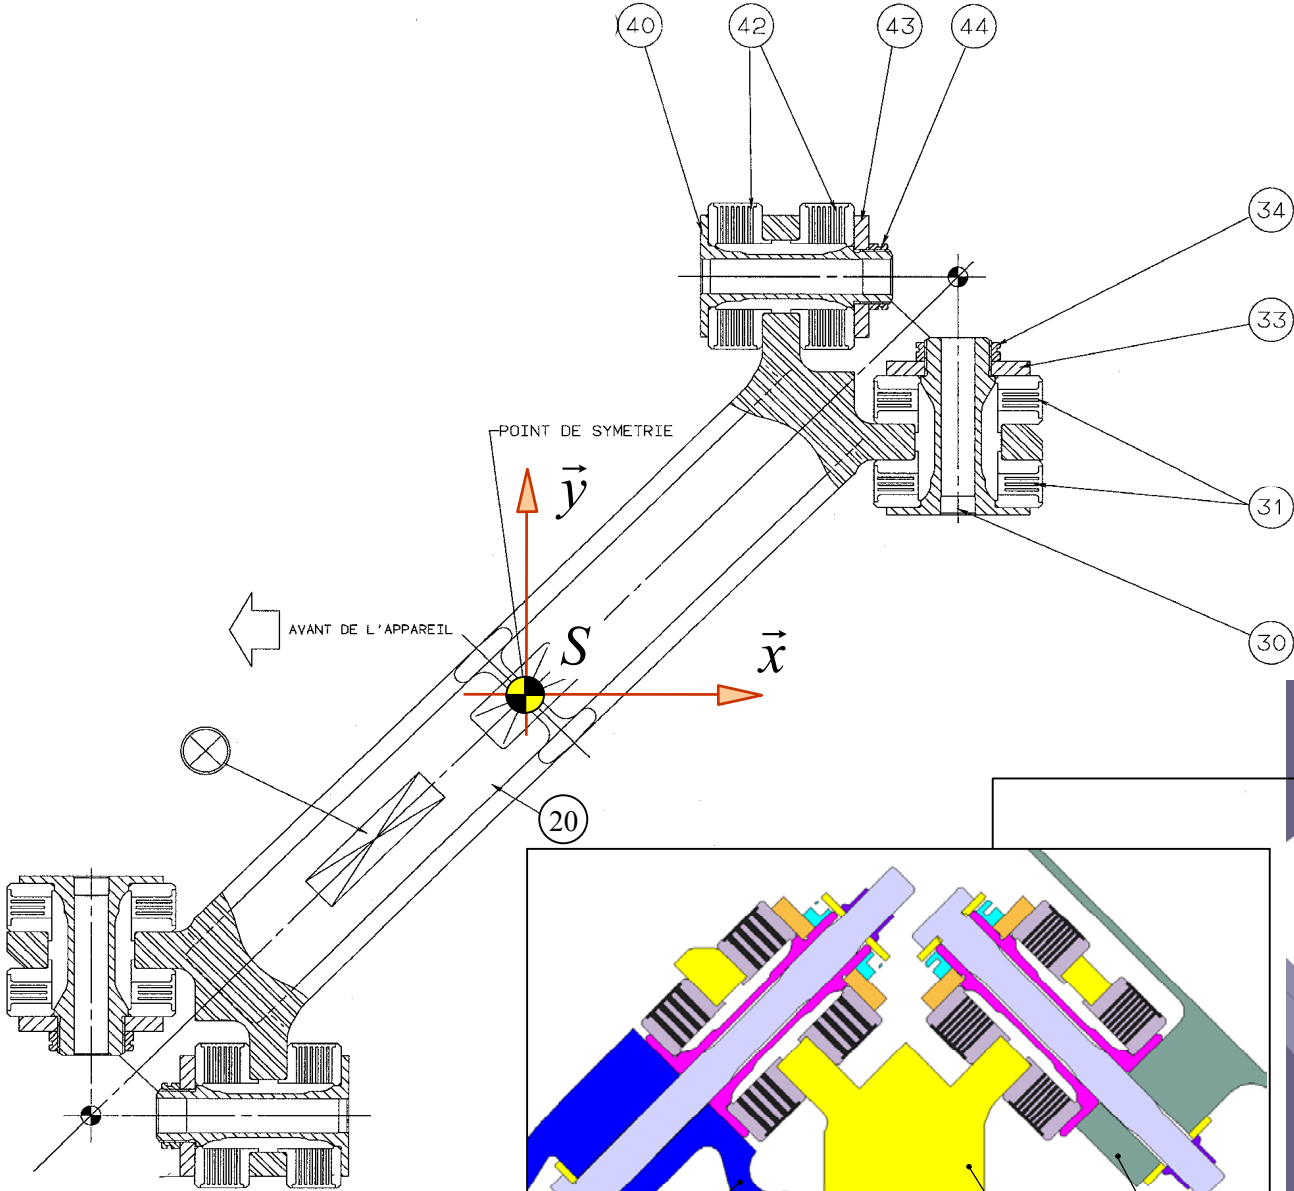 40 42 43 44
34
33
POINT DE SYMETRIE
y
31
AVANT DE L'APPAREIL
S
x
30
20